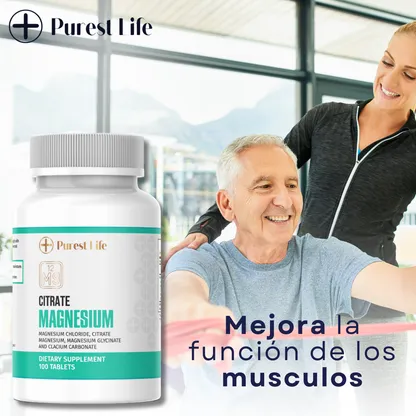 Purest Life
Purest Life
CITRATE
MAGNESIUM
MAGNESIUM CHLORIDE, CITRATE
MAGNESIUM, MAGNESIUM GLYCINATE
AND CLACIUM CARBONATE
DIETARY SUPPLEMENT
100 TABLETS
Mejora la
función de los
musculos